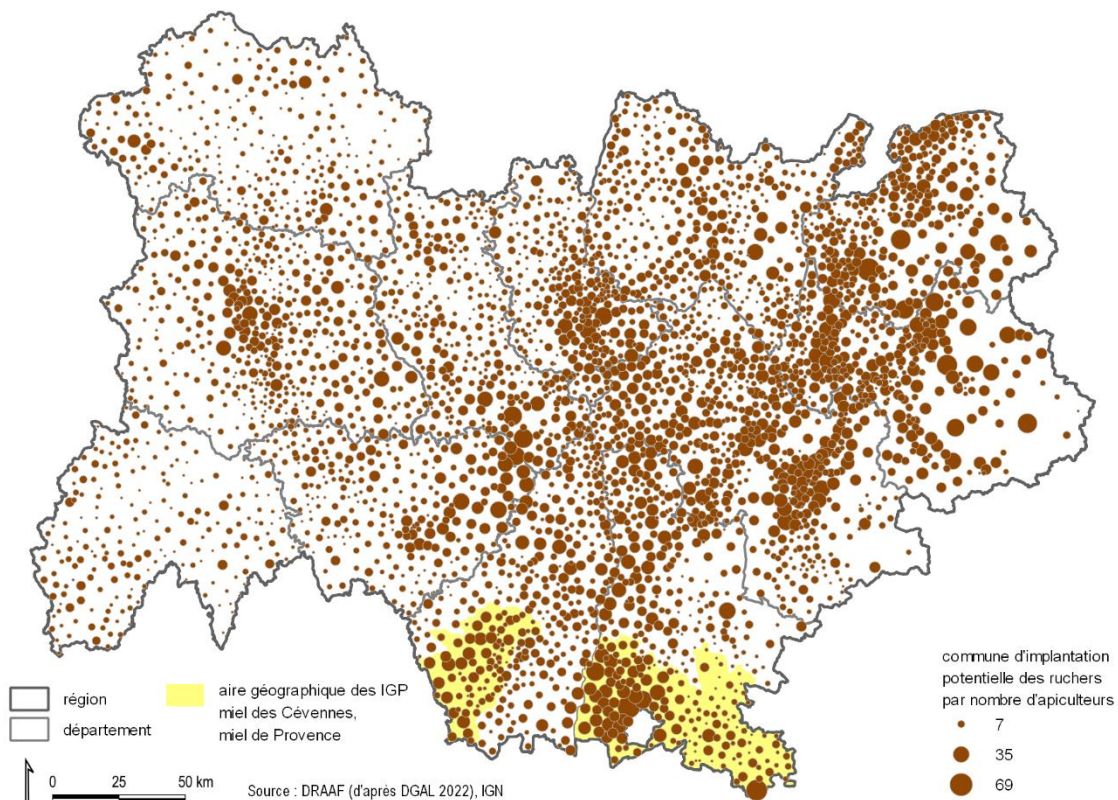 région
département
aire géographique des IGP
miel des Cévennes,
miel de Provence
0 25 50 km
Source : DRAAF (d'après DGAL 2022), IGN
commune d'implantation
potentielle des ruchers
par nombre d'apiculteurs
7
35
69